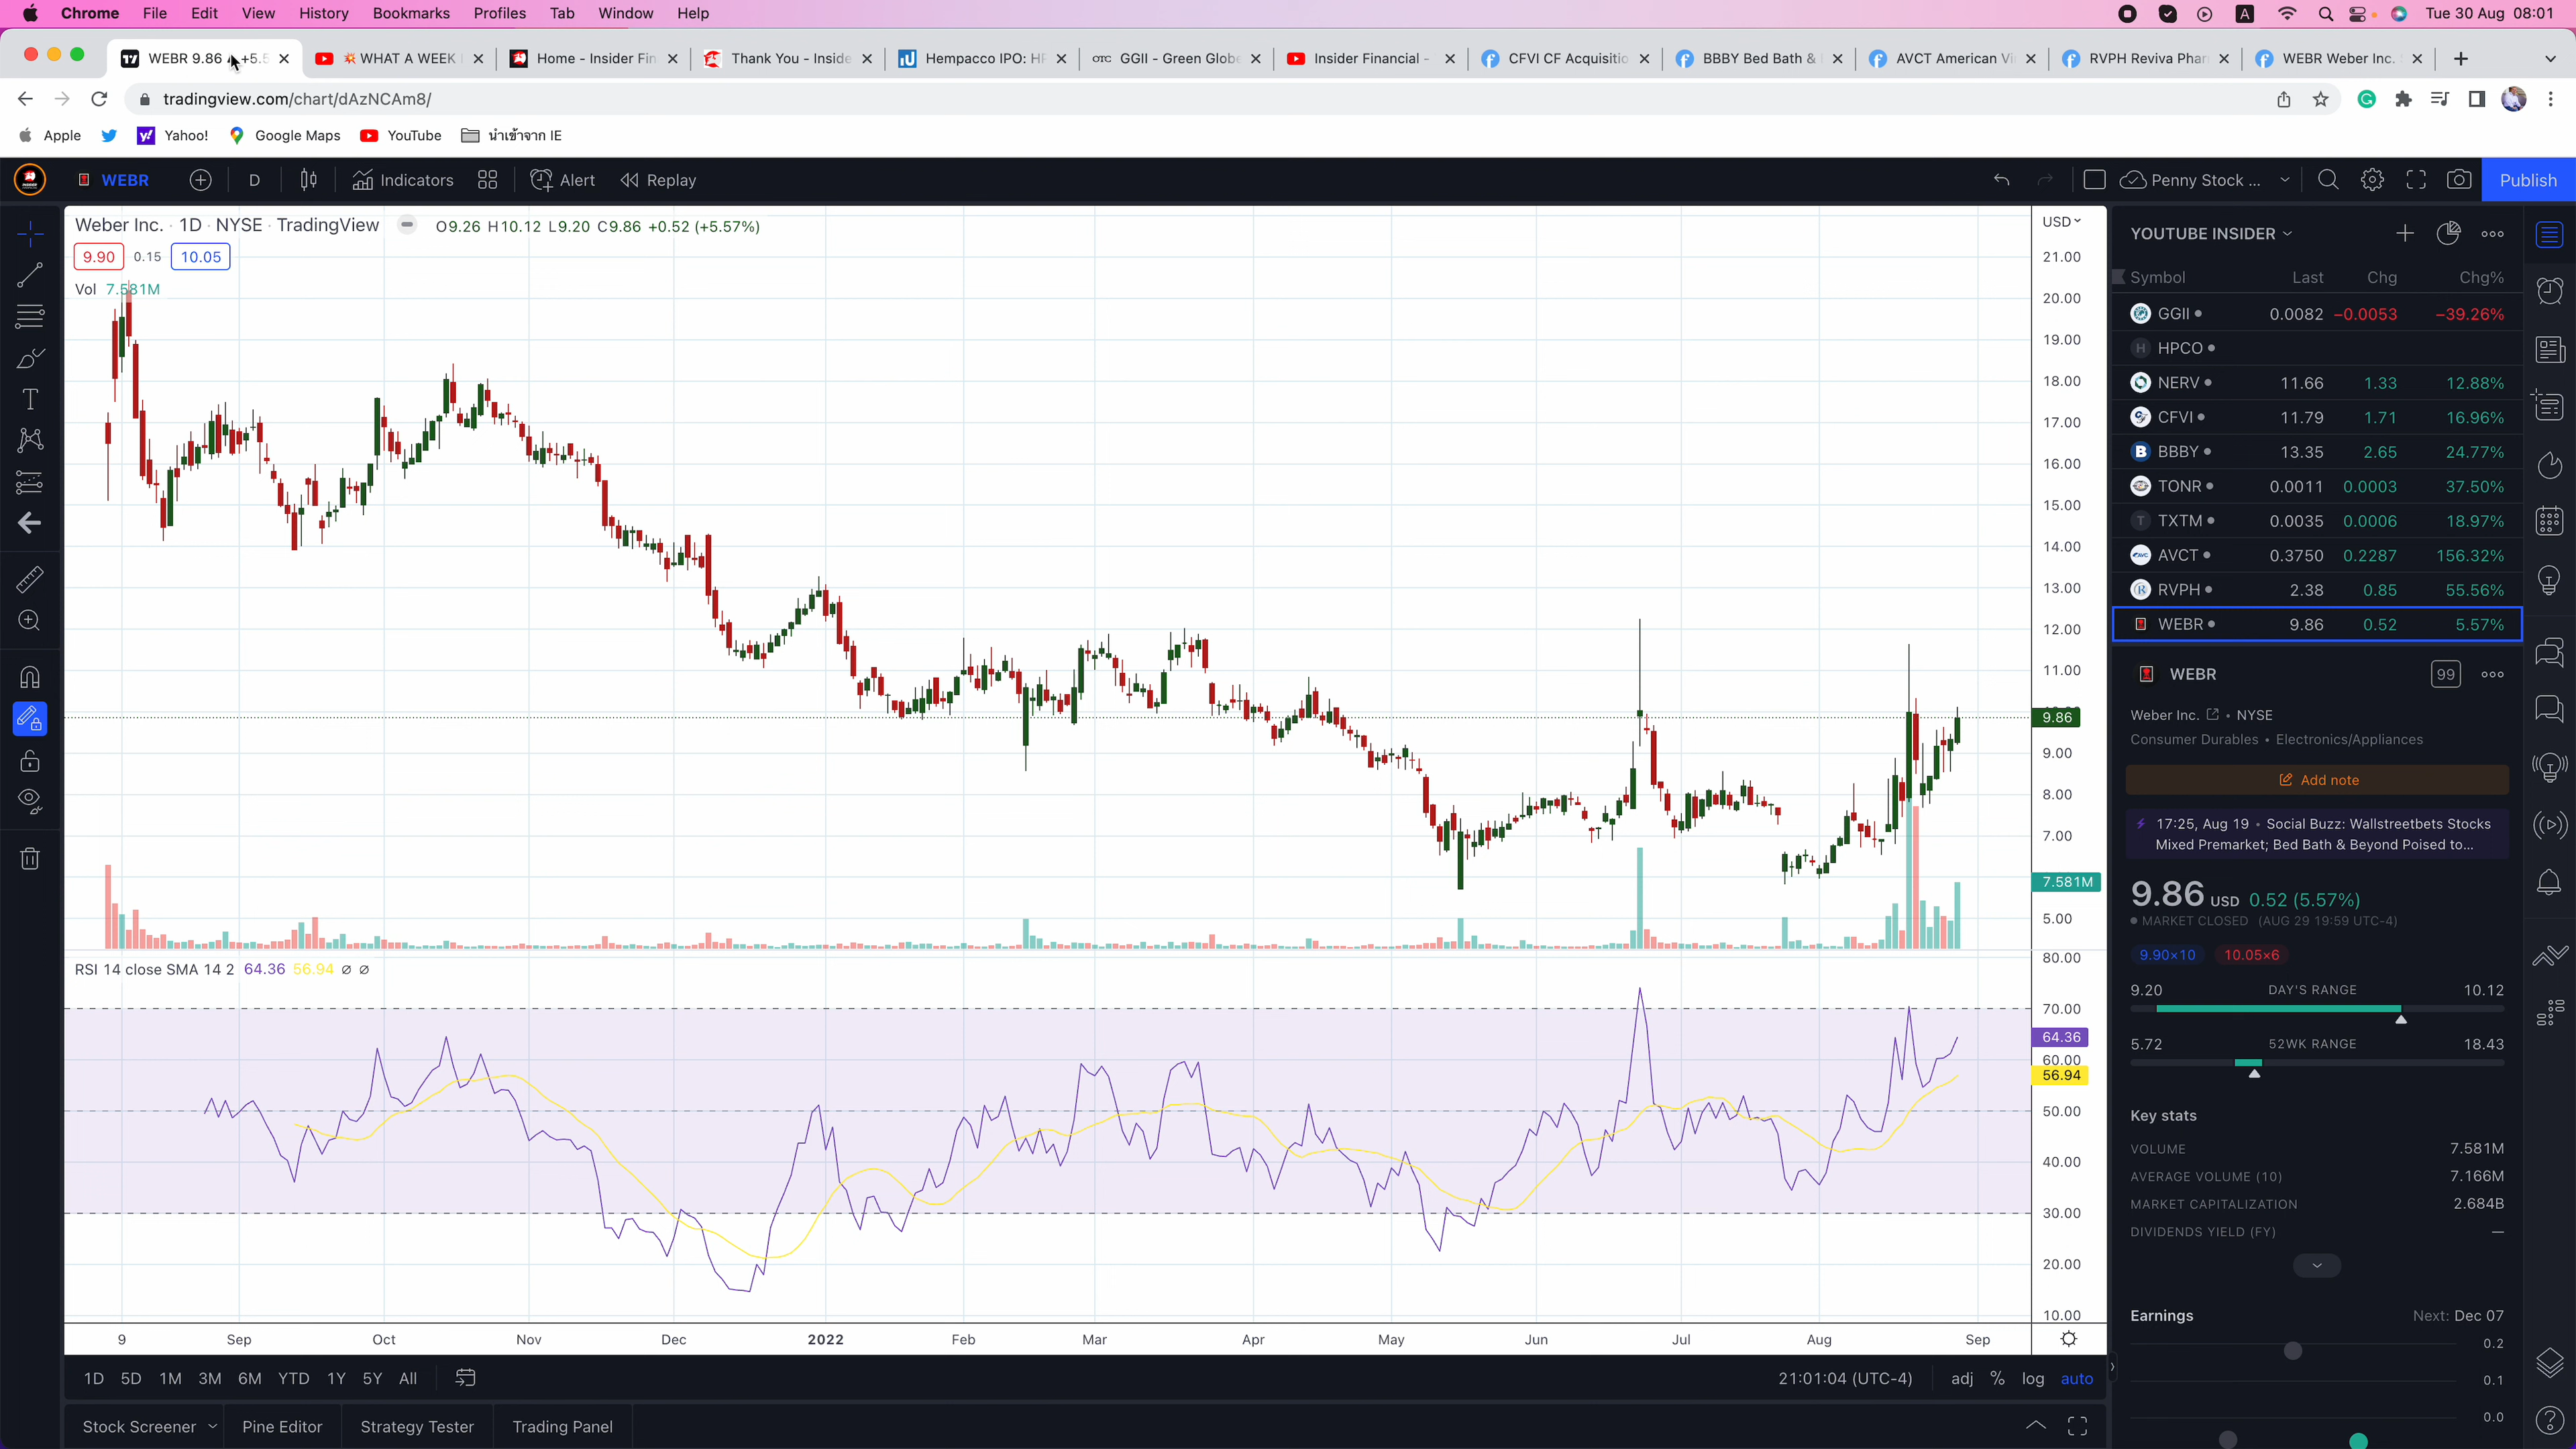 Chrome File Edit View History Bookmarks Profiles Tab Window Help A Tue 30 Aug 08:01
WEBR 9.86 +5.5 WHAT A WEEK Home - Insider Fin Thank You - Inside Hempacco IPO: HP OTC GGII - Green Globe Insider Financial - CFVI CF Acquisitio BBBY Bed Bath & AVCT American Vi RVPH Reviva Phar WEBR Weber Inc.
tradingview.com/chart/dAzNCAm8/
Apple Yahoo! Google Maps YouTube นำเข้าจาก IE
WEBR D Indicators Alert Replay Penny Stock ... Publish
Weber Inc. · 1D · NYSE · TradingView O9.26 H10.12 L9.20 C9.86 +0.52 (+5.57%)
9.90 0.15 10.05
Vol 7.581M
USD
21.00
20.00
19.00
18.00
17.00
16.00
15.00
14.00
13.00
12.00
11.00
9.86
9.00
8.00
7.00
7.581M
5.00
RSI 14 close SMA 14 2 64.36 56.94 ø ø
80.00
70.00
64.36
60.00
56.94
50.00
40.00
30.00
20.00
10.00
9 Sep Oct Nov Dec 2022 Feb Mar Apr May Jun Jul Aug Sep
1D 5D 1M 3M 6M YTD 1Y 5Y All 21:01:04 (UTC-4) adj % log auto
Stock Screener Pine Editor Strategy Tester Trading Panel
YOUTUBE INSIDER
Symbol Last Chg Chg%
GGII 0.0082 −0.0053 −39.26%
H HPCO
NERV 11.66 1.33 12.88%
CFVI 11.79 1.71 16.96%
B BBBY 13.35 2.65 24.77%
TONR 0.0011 0.0003 37.50%
T TXTM 0.0035 0.0006 18.97%
AVCT 0.3750 0.2287 156.32%
RVPH 2.38 0.85 55.56%
WEBR 9.86 0.52 5.57%
WEBR 99
Weber Inc. • NYSE
Consumer Durables • Electronics/Appliances
Add note
17:25, Aug 19 • Social Buzz: Wallstreetbets Stocks
Mixed Premarket; Bed Bath & Beyond Poised to...
9.86 USD 0.52 (5.57%)
MARKET CLOSED (AUG 29 19:59 UTC-4)
9.90×10 10.05×6
9.20 DAY'S RANGE 10.12
5.72 52WK RANGE 18.43
Key stats
VOLUME 7.581M
AVERAGE VOLUME (10) 7.166M
MARKET CAPITALIZATION 2.684B
DIVIDENDS YIELD (FY) —
Earnings Next: Dec 07
0.2
0.1
0.0